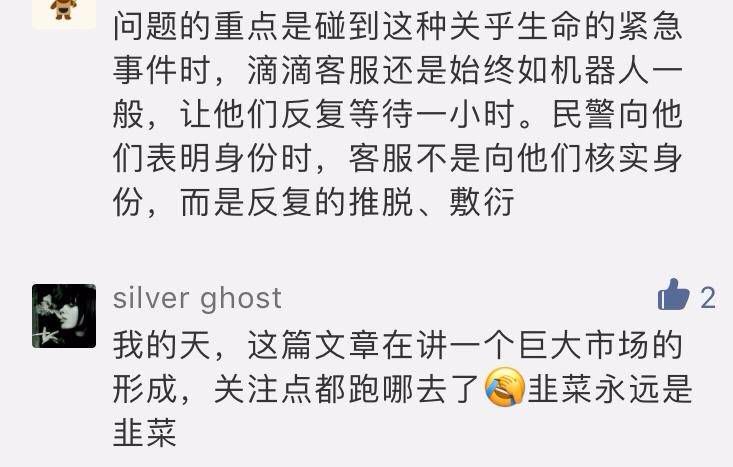 问题的重点是碰到这种关乎生命的紧急
事件时，滴滴客服还是始终如机器人一
般，让他们反复等待一小时。民警向他
们表明身份时，客服不是向他们核实身
份，而是反复的推脱、敷衍
silver ghost
2
我的天，这篇文章在讲一个巨大市场的
形成，关注点都跑哪去了🤦韭菜永远是
韭菜